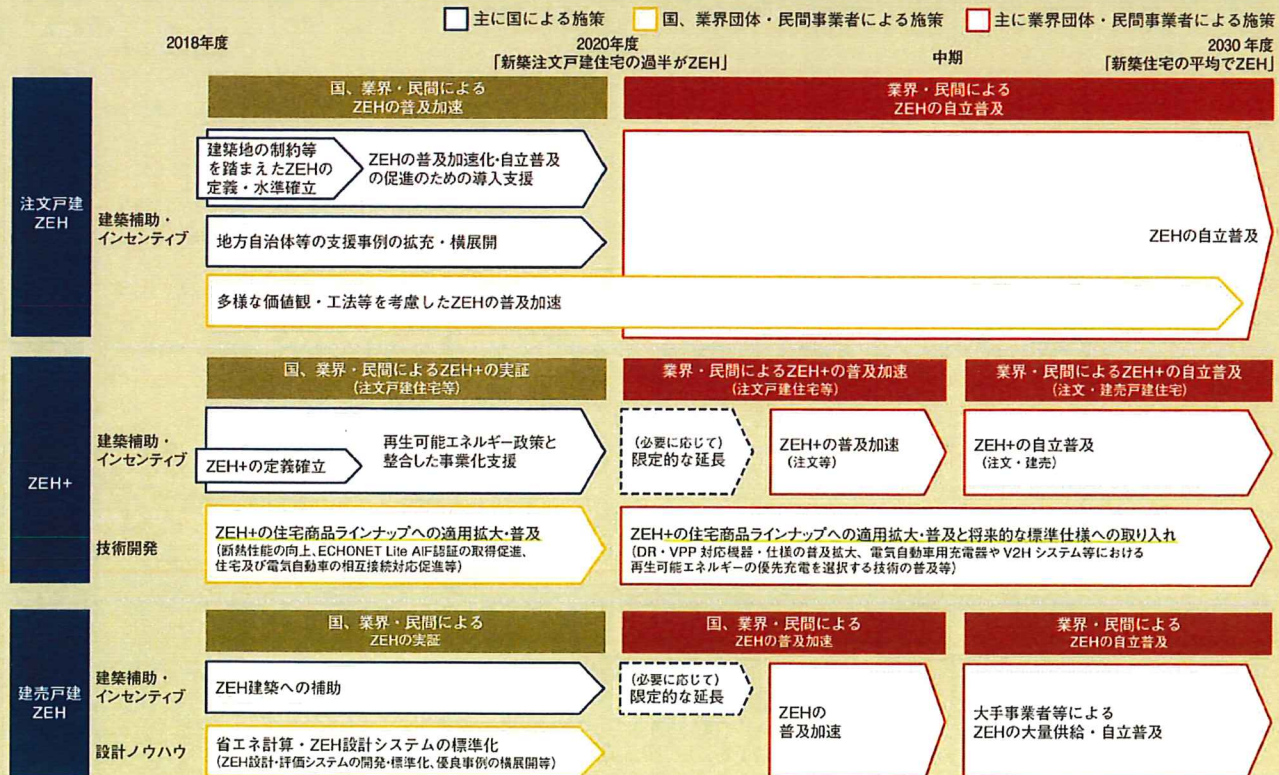 主に国による施策
国、業界団体・民間事業者による施策
主に業界団体・民間事業者による施策
2018年度
2020年度
「新築注文戸建住宅の過半がZEH」
中期
2030年度
「新築住宅の平均でZEH」
注文戸建
ZEH
国、業界・民間による
ZEHの普及加速
業界・民間による
ZEHの自立普及
建築補助・
インセンティブ
建築地の制約等
を踏まえたZEHの
定義・水準確立
ZEHの普及加速化・自立普及
の促進のための導入支援
地方自治体等の支援事例の拡充・横展開
多様な価値観・工法等を考慮したZEHの普及加速
ZEHの自立普及
ZEH+
国、業界・民間によるZEH+の実証
(注文戸建住宅等)
業界・民間によるZEH+の普及加速
(注文戸建住宅等)
業界・民間によるZEH+の自立普及
(注文・建売戸建住宅)
建築補助・
インセンティブ
ZEH+の定義確立
再生可能エネルギー政策と
整合した事業化支援
(必要に応じて)
限定的な延長
ZEH+の普及加速
(注文等)
ZEH+の自立普及
(注文・建売)
技術開発
ZEH+の住宅商品ラインナップへの適用拡大・普及
(断熱性能の向上、ECHONET Lite AIF認証の取得促進、
住宅及び電気自動車の相互接続対応促進等)
ZEH+の住宅商品ラインナップへの適用拡大・普及と将来的な標準仕様への取り入れ
(DR・VPP 対応機器・仕様の普及拡大、電気自動車用充電器や V2H システム等における
再生可能エネルギーの優先充電を選択する技術の普及等)
建売戸建
ZEH
国、業界・民間による
ZEHの実証
国、業界・民間による
ZEHの普及加速
業界・民間による
ZEHの自立普及
建築補助・
インセンティブ
ZEH建築への補助
(必要に応じて)
限定的な延長
ZEHの
普及加速
大手事業者等による
ZEHの大量供給・自立普及
設計ノウハウ
省エネ計算・ZEH設計システムの標準化
(ZEH設計・評価システムの開発・標準化、優良事例の横展開等)